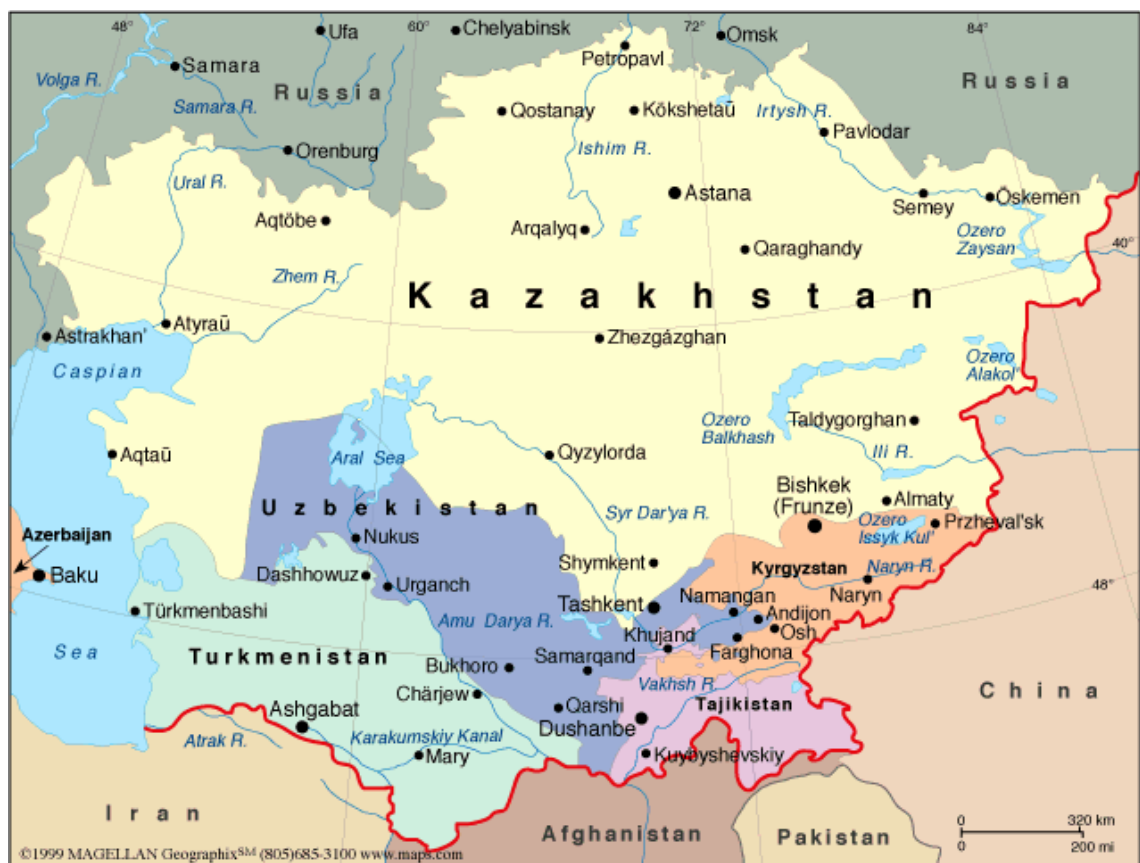 48°
60°
72°
84°
Ufa
Chelyabinsk
Omsk
Petropavl
Samara
Volga R.
Russia
Samara R.
Russia
Qostanay
Kökshetaū
Irtysh R.
Pavlodar
Orenburg
Ishim R.
Ural R.
Astana
Semey
Öskemen
Aqtöbe
Arqalyq
Ozero
Zaysan
40°
Qaraghandy
Zhem R.
Kazakhstan
Atyraū
Astrakhan'
Zhezgázghan
Caspian
Ozero
Alakol'
Ozero
Balkhash
Taldygorghan
Aqtaū
Aral Sea
Qyzylorda
Ili R.
Bishkek
(Frunze)
Almaty
Uzbekistan
Syr Dar'ya R.
Ozero
Issyk Kul'
Przheval'sk
Azerbaijan
Nukus
Baku
Dashhowuz
Urganch
Shymkent
Kyrgyzstan
Naryn R.
48°
Türkmenbashi
Tashkent
Namangan
Naryn
Andijon
Amu Darya R.
Khujand
Osh
Farghona
Sea
Turkmenistan
Bukhoro
Samarqand
Vakhsh R.
China
Chärjew
Qarshi
Tajikistan
Ashgabat
Dushanbe
Atrak R.
Karakumskiy Kanal
Mary
Kuybyshevskiy
Iran
Afghanistan
Pakistan
0 320 km
0 200 mi
©1999 MAGELLAN Geographix℠ (805)685-3100 www.maps.com